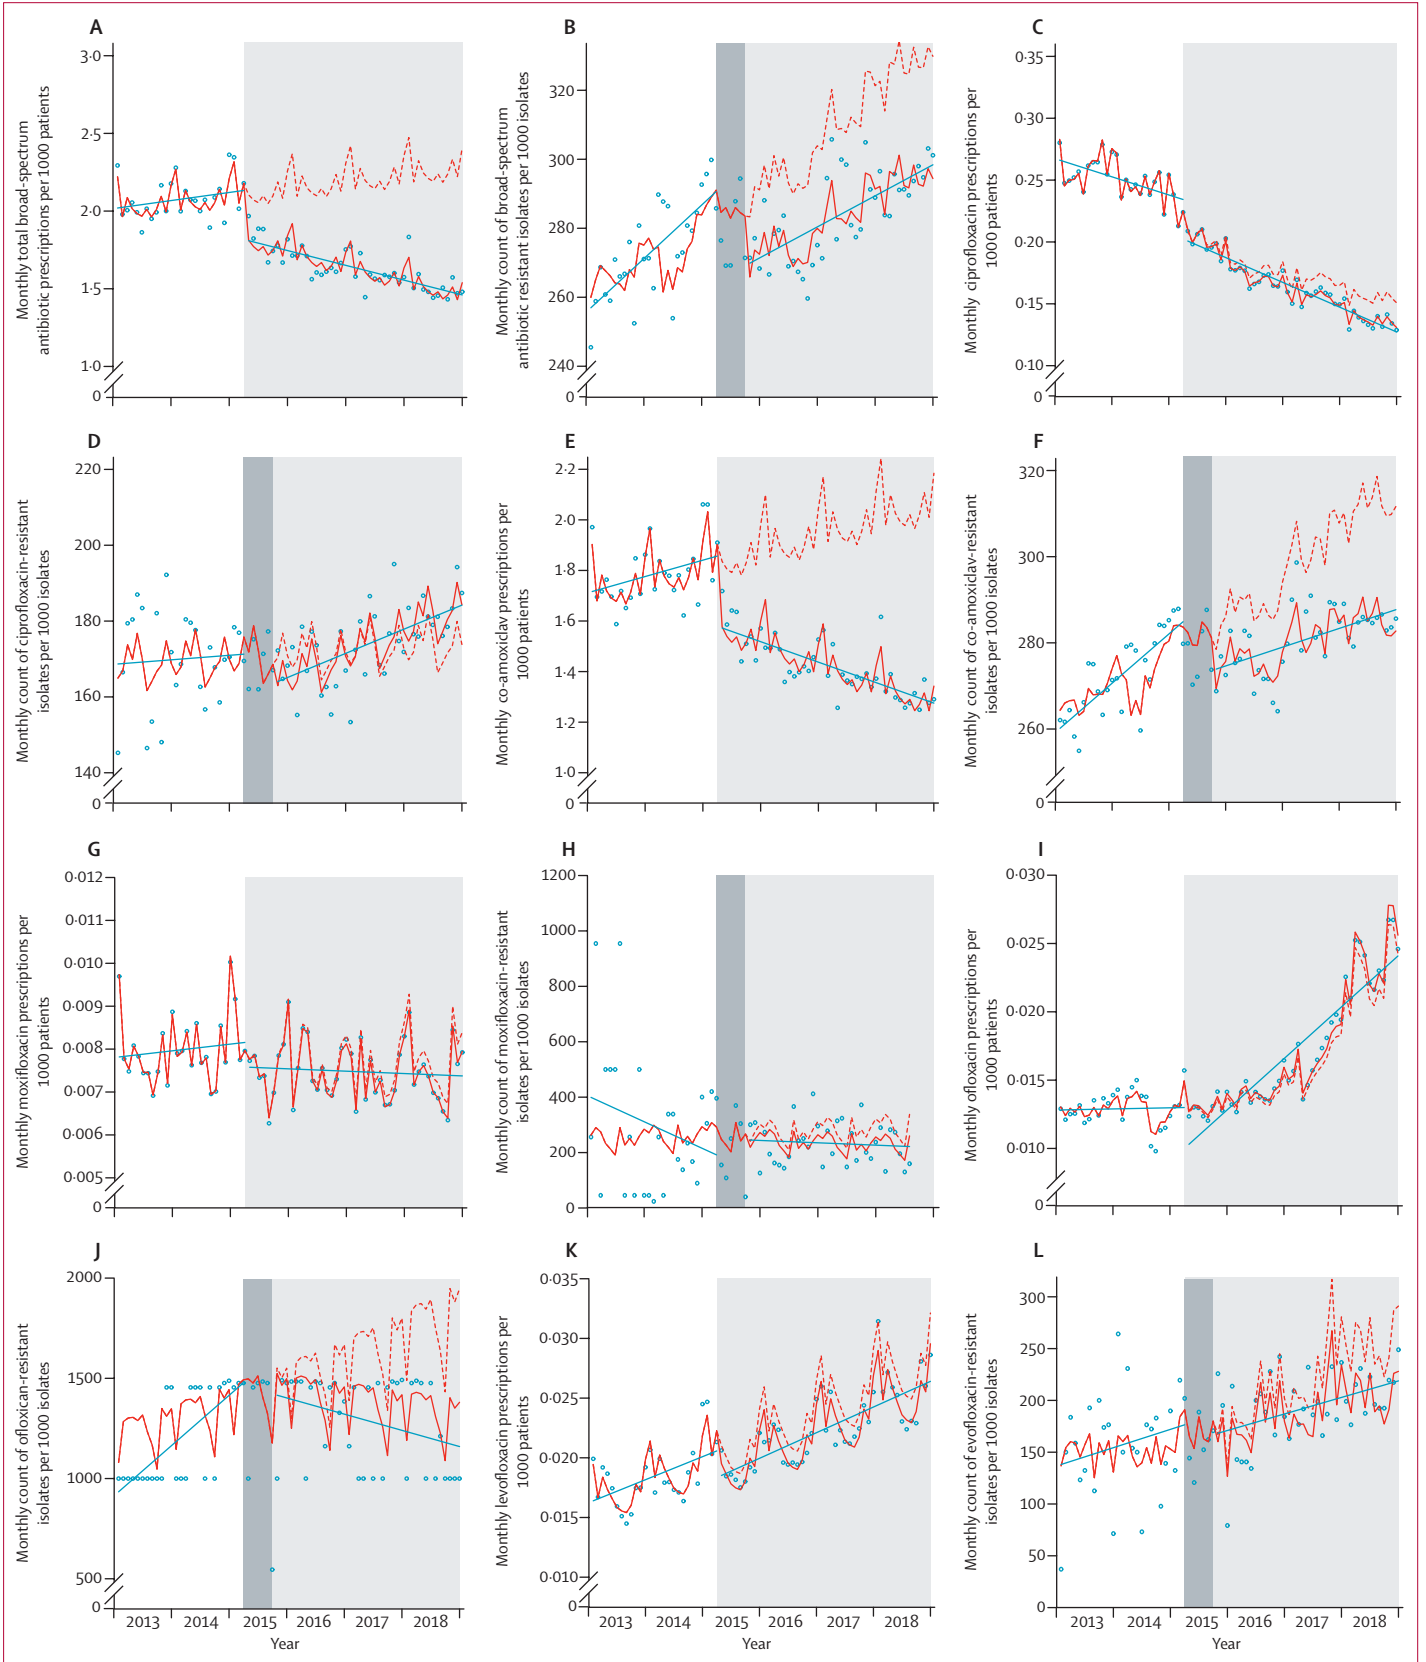 A
Monthly total broad-spectrum
antibiotic prescriptions per 1000 patients
3·0
2·5
2·0
1·5
1·0
0
B
Monthly count of broad-spectrum
antibiotic resistant isolates per 1000 isolates
320
300
280
260
240
0
C
Monthly ciprofloxacin prescriptions per
1000 patients
0·35
0·30
0·25
0·20
0·15
0·10
0
D
Monthly count of ciprofloxacin-resistant
isolates per 1000 isolates
220
200
180
160
140
0
E
Monthly co-amoxiclav prescriptions per
1000 patients
2·2
2·0
1·8
1·6
1·4
1·2
1·0
0
F
Monthly count of co-amoxiclav-resistant
isolates per 1000 isolates
320
300
280
260
0
G
Monthly moxifloxacin prescriptions per
1000 patients
0·012
0·011
0·010
0·009
0·008
0·007
0·006
0·005
0
H
Monthly count of moxifloxacin-resistant
isolates per 1000 isolates
1200
1000
800
600
400
200
0
I
Monthly ofloxacin prescriptions per
1000 patients
0·030
0·025
0·020
0·015
0·010
0
J
Monthly count of ofloxican-resistant
isolates per 1000 isolates
2000
1500
1000
500
0
2013 2014 2015 2016 2017 2018
Year
K
Monthly levofloxacin prescriptions per
1000 patients
0·035
0·030
0·025
0·020
0·015
0·010
0
2013 2014 2015 2016 2017 2018
Year
L
Monthly count of evofloxacin-resistant
isolates per 1000 isolates
300
250
200
150
100
50
0
2013 2014 2015 2016 2017 2018
Year